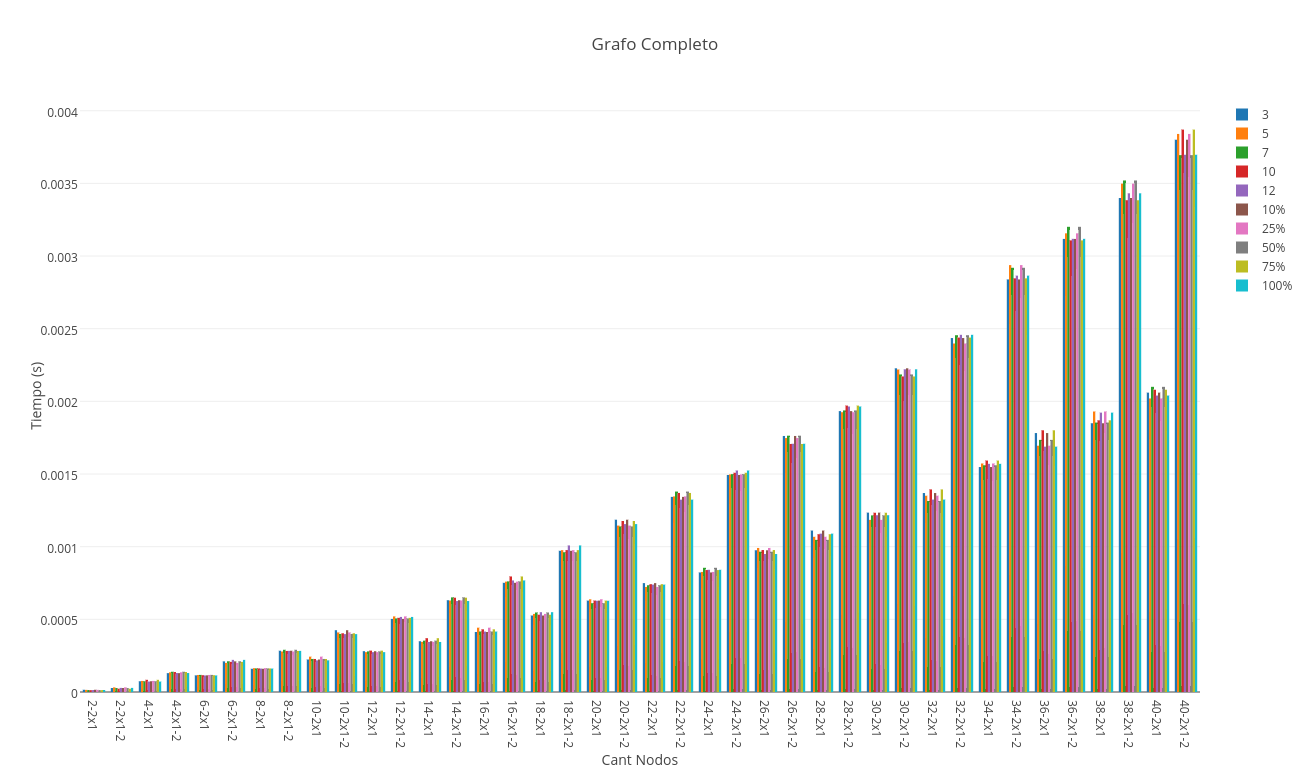 Grafo Completo
0.004
0.0035
0.003
0.0025
0.002
0.0015
0.001
0.0005
0
Tiempo (s)
2-2x1
2-2x1-2
4-2x1
4-2x1-2
6-2x1
6-2x1-2
8-2x1
8-2x1-2
10-2x1
10-2x1-2
12-2x1
12-2x1-2
14-2x1
14-2x1-2
16-2x1
16-2x1-2
18-2x1
18-2x1-2
20-2x1
20-2x1-2
22-2x1
22-2x1-2
24-2x1
24-2x1-2
26-2x1
26-2x1-2
28-2x1
28-2x1-2
30-2x1
30-2x1-2
32-2x1
32-2x1-2
34-2x1
34-2x1-2
36-2x1
36-2x1-2
38-2x1
38-2x1-2
40-2x1
40-2x1-2
Cant Nodos
3
5
7
10
12
10%
25%
50%
75%
100%